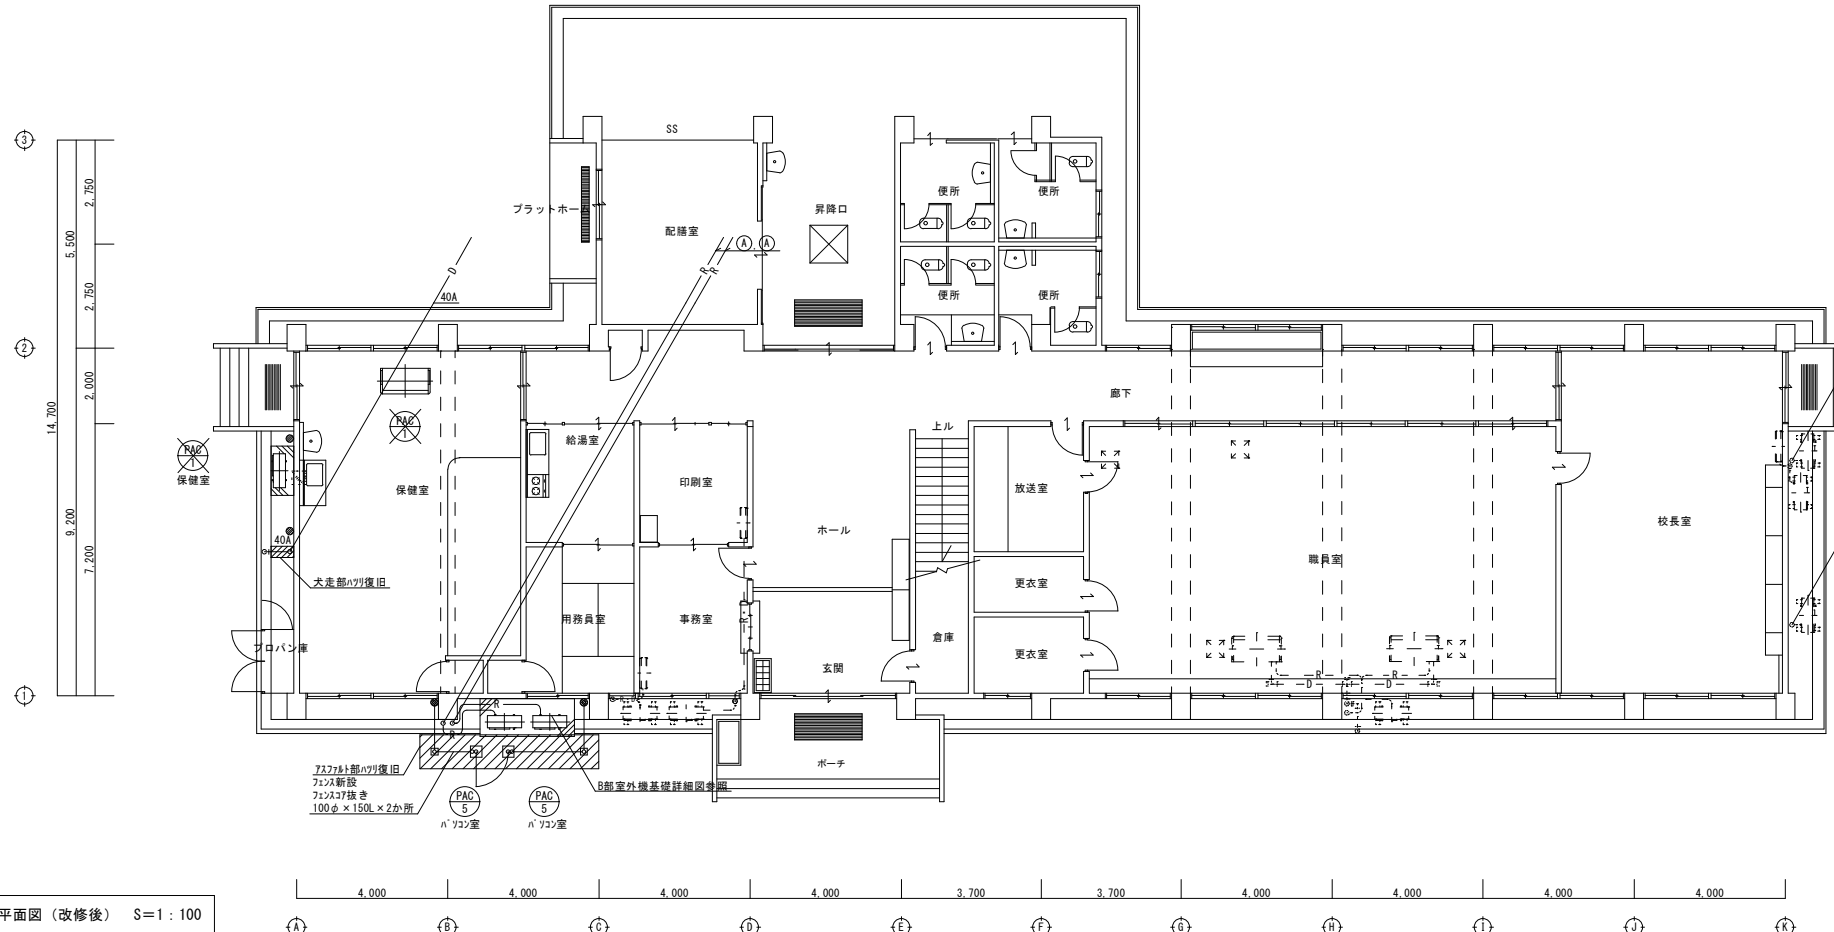 SS
3
2,750
便所
便所
プラットホーム
昇降口
配膳室
5,500
A
A
R
R
D
40A
2,750
便所
便所
2
2,000
廊下
14,700
PAC
1
上ル
給湯室
PAC
1
保健室
印刷室
保健室
放送室
校長室
ホール
9,200
40A
7,200
職員室
犬走部ハツリ復旧
更衣室
用務員室
事務室
R
倉庫
プロパン庫
更衣室
玄関
R
R
D
D
1
R
R
R
ポーチ
アスファルト部ハツリ復旧
フェンス新設
フェンスコア抜き
100φ×150L×2か所
B部室外機基礎詳細図参照
PAC
5
パソコン室
PAC
5
パソコン室
4,000
4,000
4,000
4,000
3,700
3,700
4,000
4,000
4,000
4,000
平面図（改修後） S=1:100
A
B
C
D
E
F
G
H
I
J
K